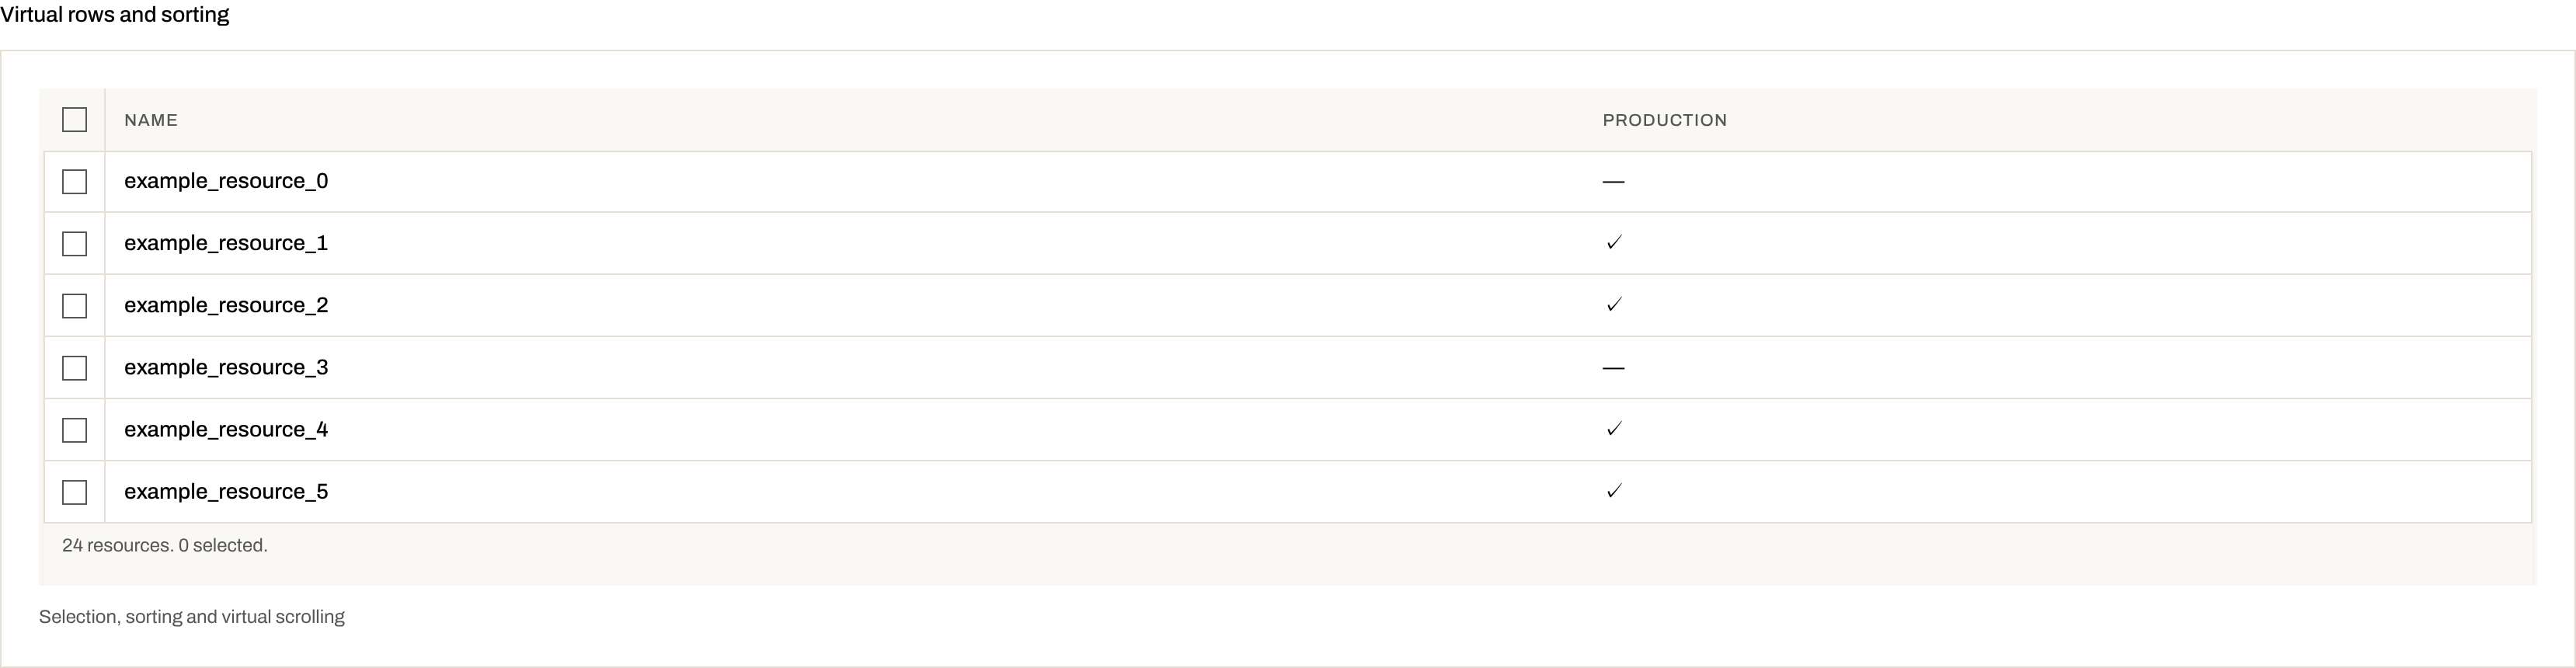 Virtual rows and sorting
NAME PRODUCTION
example_resource_0 —
example_resource_1 ✓
example_resource_2 ✓
example_resource_3 —
example_resource_4 ✓
example_resource_5 ✓
24 resources. 0 selected.
Selection, sorting and virtual scrolling